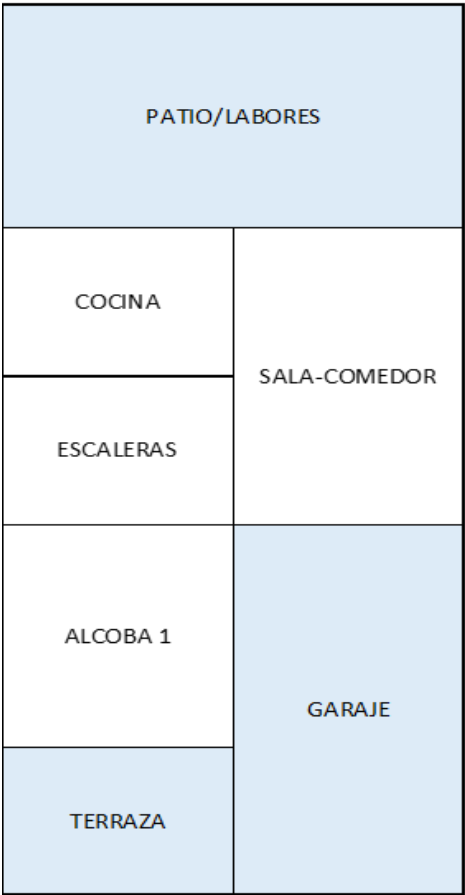 PATIO/LABORES
COCINA
SALA-COMEDOR
ESCALERAS
ALCOBA 1
GARAJE
TERRAZA